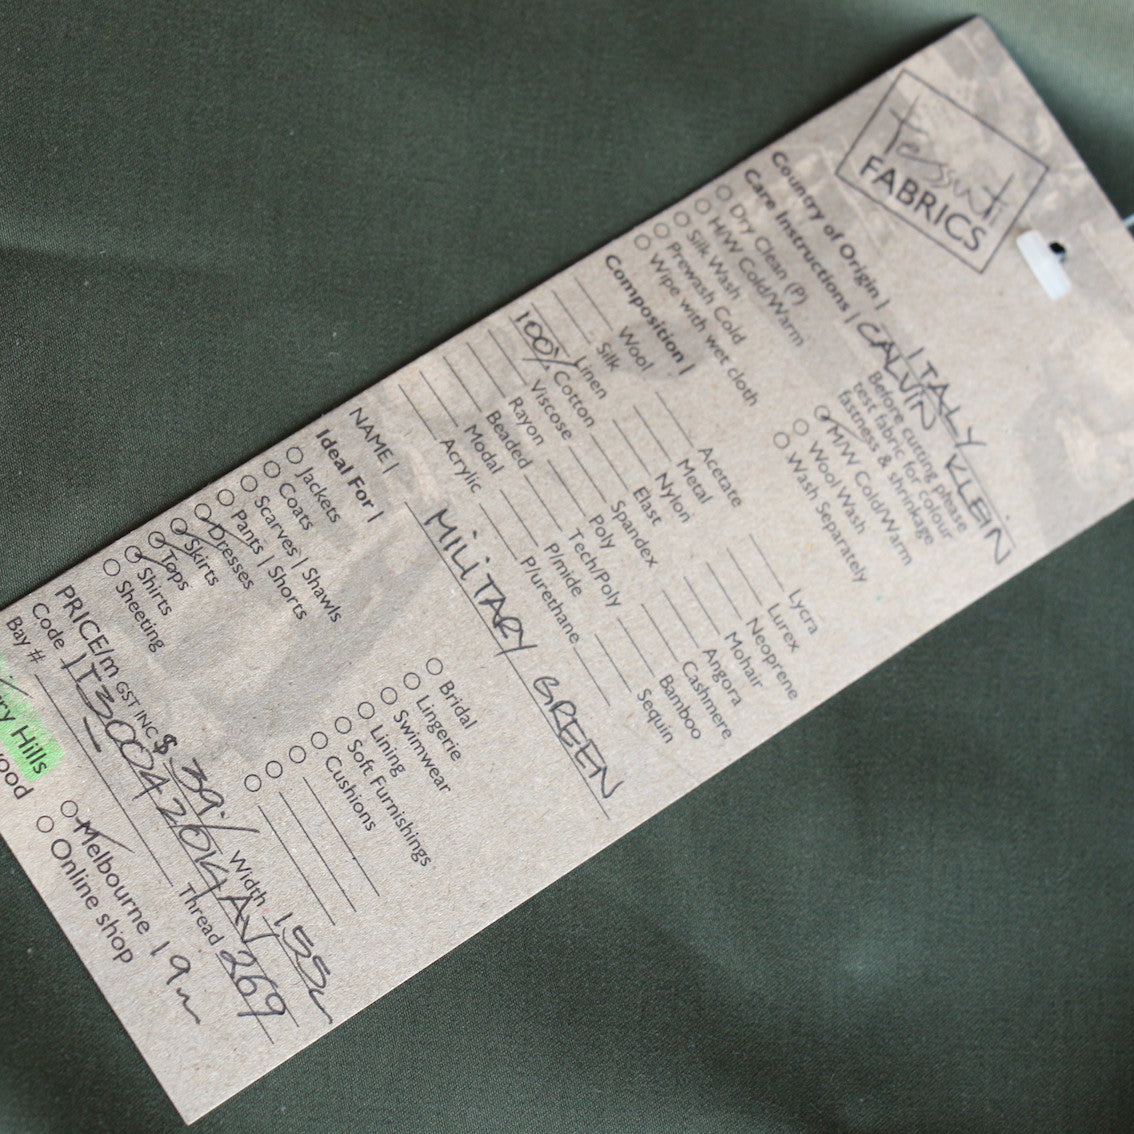 tessuti
FABRICS
Country of Origin | ITALY
Care Instructions | CALVIN KLEIN
Dry Clean (P)
H/W Cold/Warm
Silk Wash
Prewash Cold
Wipe with wet cloth
Before cutting please
test fabric for colour
fastness & shrinkage
M/W Cold/Warm
Wool Wash
Wash Separately
Composition |
Wool Acetate Lycra
Silk Metal Lurex
Linen Nylon Neoprene
100% Cotton Elast Mohair
Viscose Spandex Angora
Rayon Poly Cashmere
Beaded Tech/Poly Bamboo
Modal P/mide Sequin
Acrylic P/urethane
NAME | MILITARY GREEN
Ideal For |
Jackets Bridal
Coats Lingerie
Scarves | Shawls Swimwear
Pants | Shorts Lining
Dresses Soft Furnishings
Skirts Cushions
Tops
Shirts
Sheeting
PRICE/m GST INC $ 39./ Width 155
Code IT30042014AV
Bay # Thread 269
rry Hills Melbourne 19m
ood Online shop